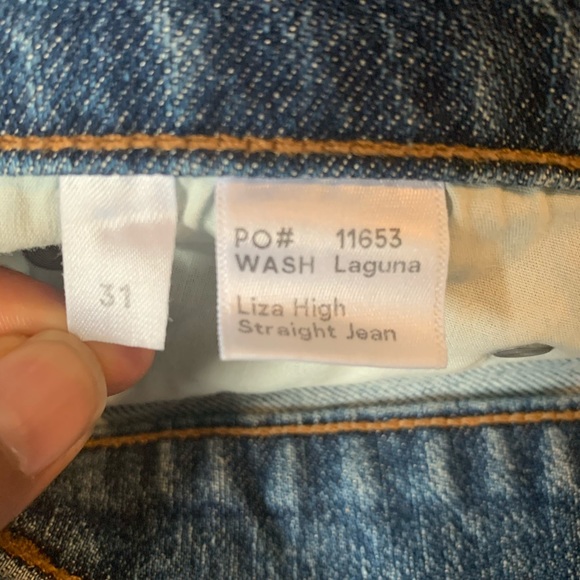 31
PO# 11653
WASH Laguna
Liza High
Straight Jean